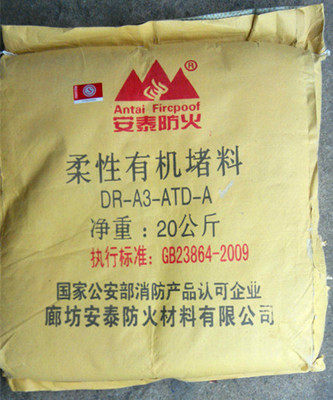 ®
Antai Fircpoof
安泰防火
柔性有机堵料
DR-A3-ATD-A
净重：20公斤
执行标准：GB23864-2009
国家公安部消防产品认可企业
廊坊安泰防火材料有限公司